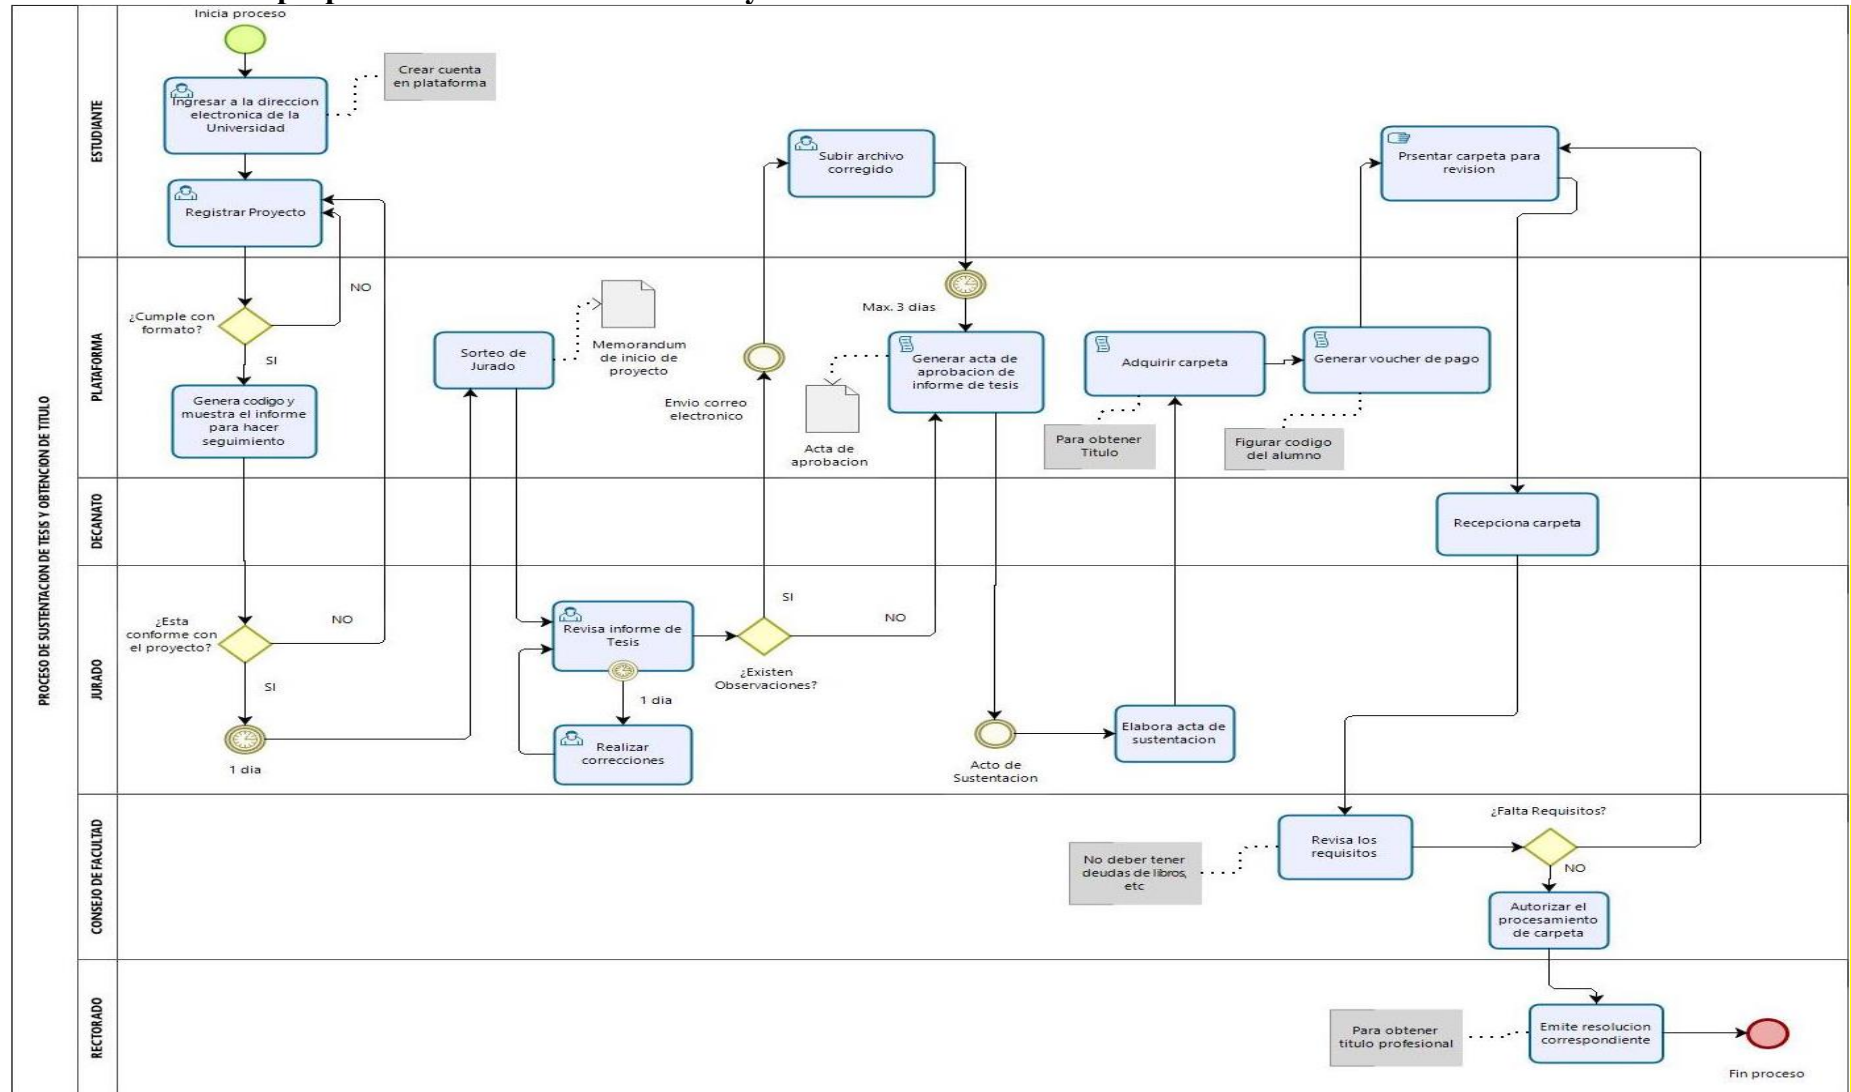 PROCESO DE SUSTENTACION DE TESIS Y OBTENCION DE TITULO
ESTUDIANTE
Inicia proceso
Ingresar a la direccion
electronica de la
Universidad
Crear cuenta
en plataforma
Registrar Proyecto
Subir archivo
corregido
Prsentar carpeta para
revision
PLATAFORMA
¿Cumple con
formato?
NO
SI
Genera codigo y
muestra el informe
para hacer
seguimiento
Sorteo de
Jurado
Memorandum
de inicio de
proyecto
Envio correo
electronico
Max. 3 dias
Generar acta de
aprobacion de
informe de tesis
Acta de
aprobacion
Adquirir carpeta
Para obtener
Titulo
Generar voucher de pago
Figurar codigo
del alumno
DECANATO
Recepciona carpeta
JURADO
¿Esta
conforme con
el proyecto?
NO
SI
1 dia
Revisa informe de
Tesis
1 dia
Realizar
correcciones
SI
NO
¿Existen
Observaciones?
Acto de
Sustentacion
Elabora acta de
sustentacion
CONSEJO DE FACULTAD
No deber tener
deudas de libros,
etc
Revisa los
requisitos
¿Falta Requisitos?
NO
Autorizar el
procesamiento
de carpeta
RECTORADO
Para obtener
titulo profesional
Emite resolucion
correspondiente
Fin proceso